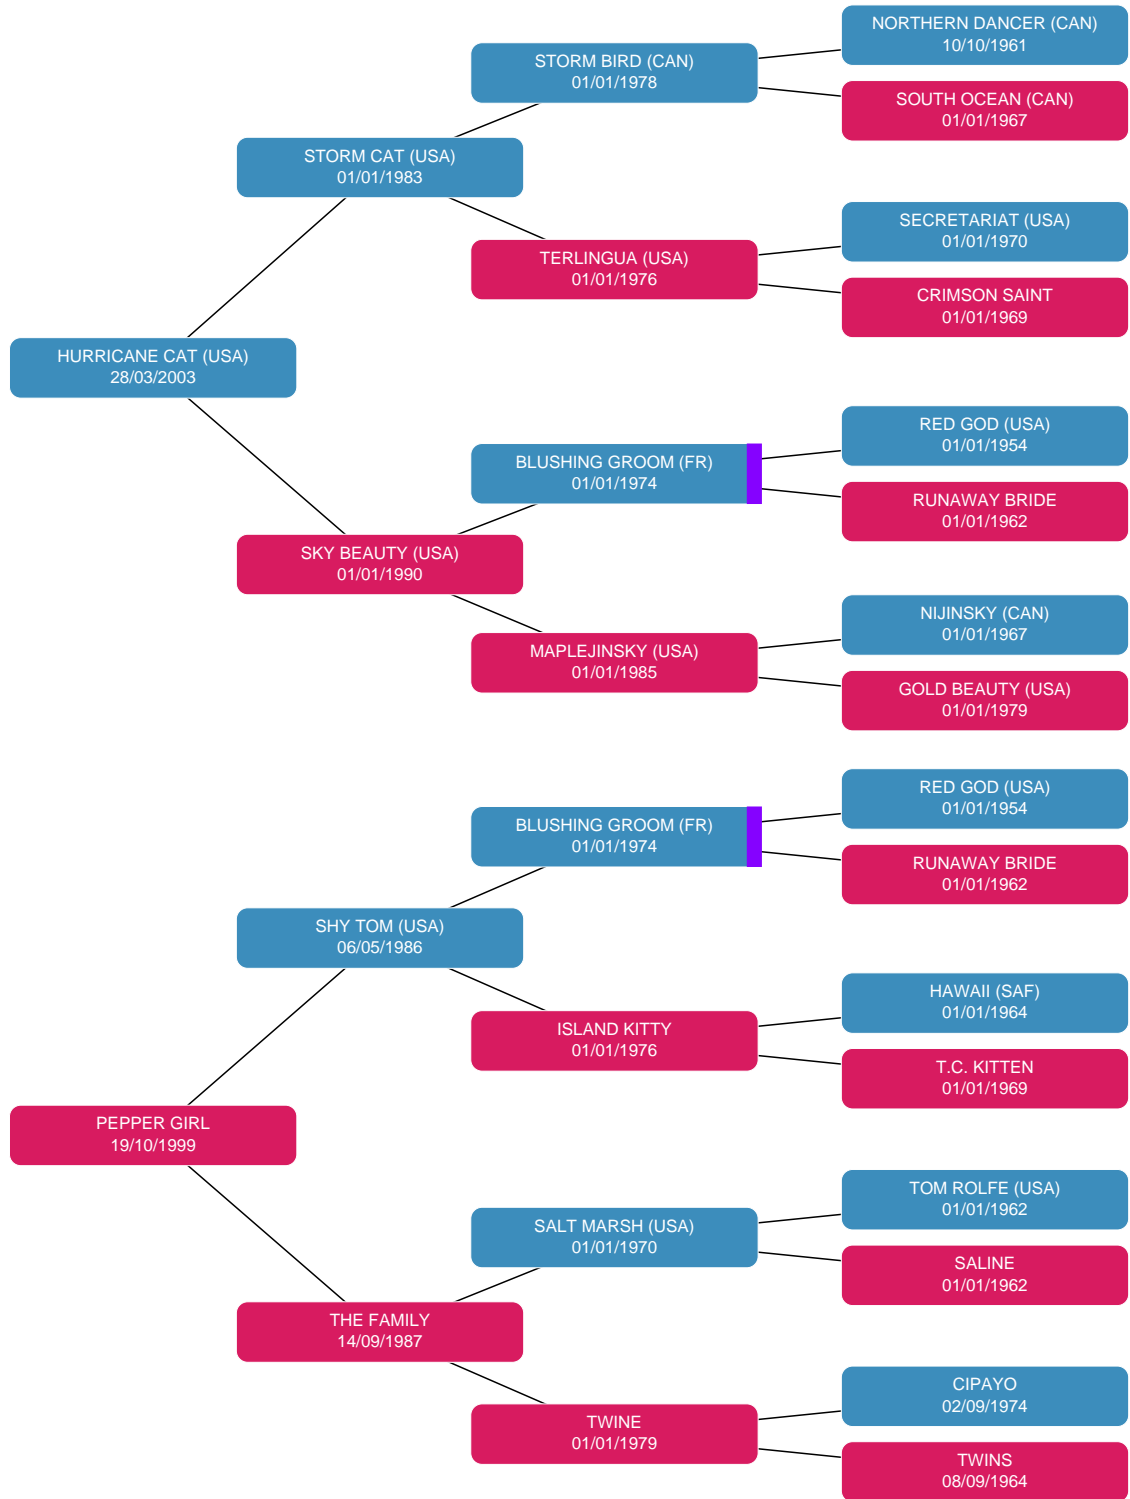 NORTHERN DANCER (CAN)
10/10/1961
STORM BIRD (CAN)
01/01/1978
SOUTH OCEAN (CAN)
01/01/1967
STORM CAT (USA)
01/01/1983
SECRETARIAT (USA)
01/01/1970
TERLINGUA (USA)
01/01/1976
CRIMSON SAINT
01/01/1969
HURRICANE CAT (USA)
28/03/2003
RED GOD (USA)
01/01/1954
BLUSHING GROOM (FR)
01/01/1974
RUNAWAY BRIDE
01/01/1962
SKY BEAUTY (USA)
01/01/1990
NIJINSKY (CAN)
01/01/1967
MAPLEJINSKY (USA)
01/01/1985
GOLD BEAUTY (USA)
01/01/1979
RED GOD (USA)
01/01/1954
BLUSHING GROOM (FR)
01/01/1974
RUNAWAY BRIDE
01/01/1962
SHY TOM (USA)
06/05/1986
HAWAII (SAF)
01/01/1964
ISLAND KITTY
01/01/1976
T.C. KITTEN
01/01/1969
PEPPER GIRL
19/10/1999
TOM ROLFE (USA)
01/01/1962
SALT MARSH (USA)
01/01/1970
SALINE
01/01/1962
THE FAMILY
14/09/1987
CIPAYO
02/09/1974
TWINE
01/01/1979
TWINS
08/09/1964